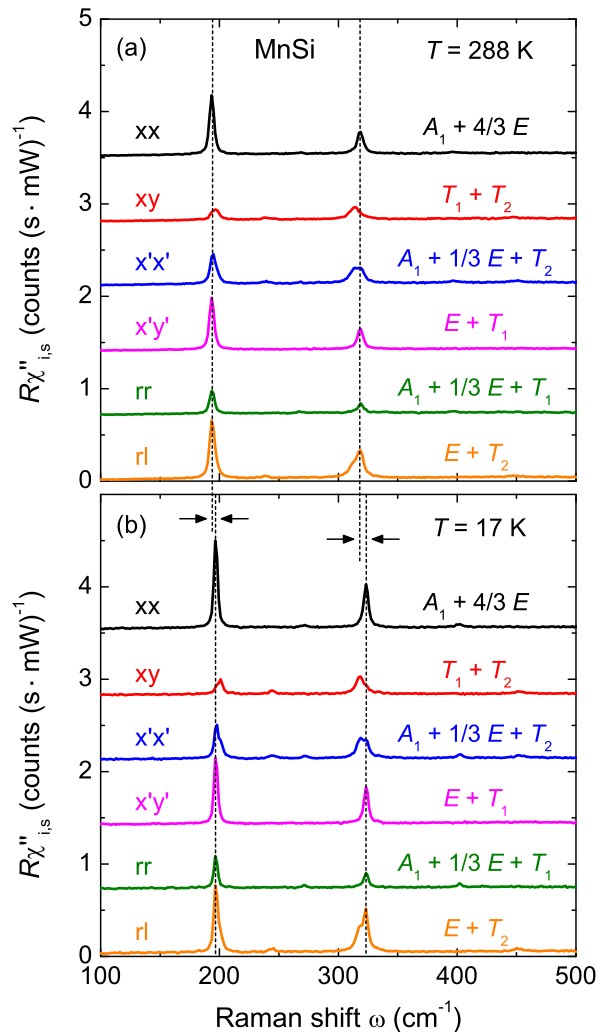 (a) MnSi T = 288 K
xx A₁ + 4/3 E
xy T₁ + T₂
x'x' A₁ + 1/3 E + T₂
x'y' E + T₁
rr A₁ + 1/3 E + T₁
rl E + T₂
4
3
2
1
0
Rχ''ᵢ,ₛ (counts (s · mW)⁻¹)
(b) T = 17 K
xx A₁ + 4/3 E
xy T₁ + T₂
x'x' A₁ + 1/3 E + T₂
x'y' E + T₁
rr A₁ + 1/3 E + T₁
rl E + T₂
4
3
2
1
0
Rχ''ᵢ,ₛ (counts (s · mW)⁻¹)
100 200 300 400 500
Raman shift ω (cm⁻¹)